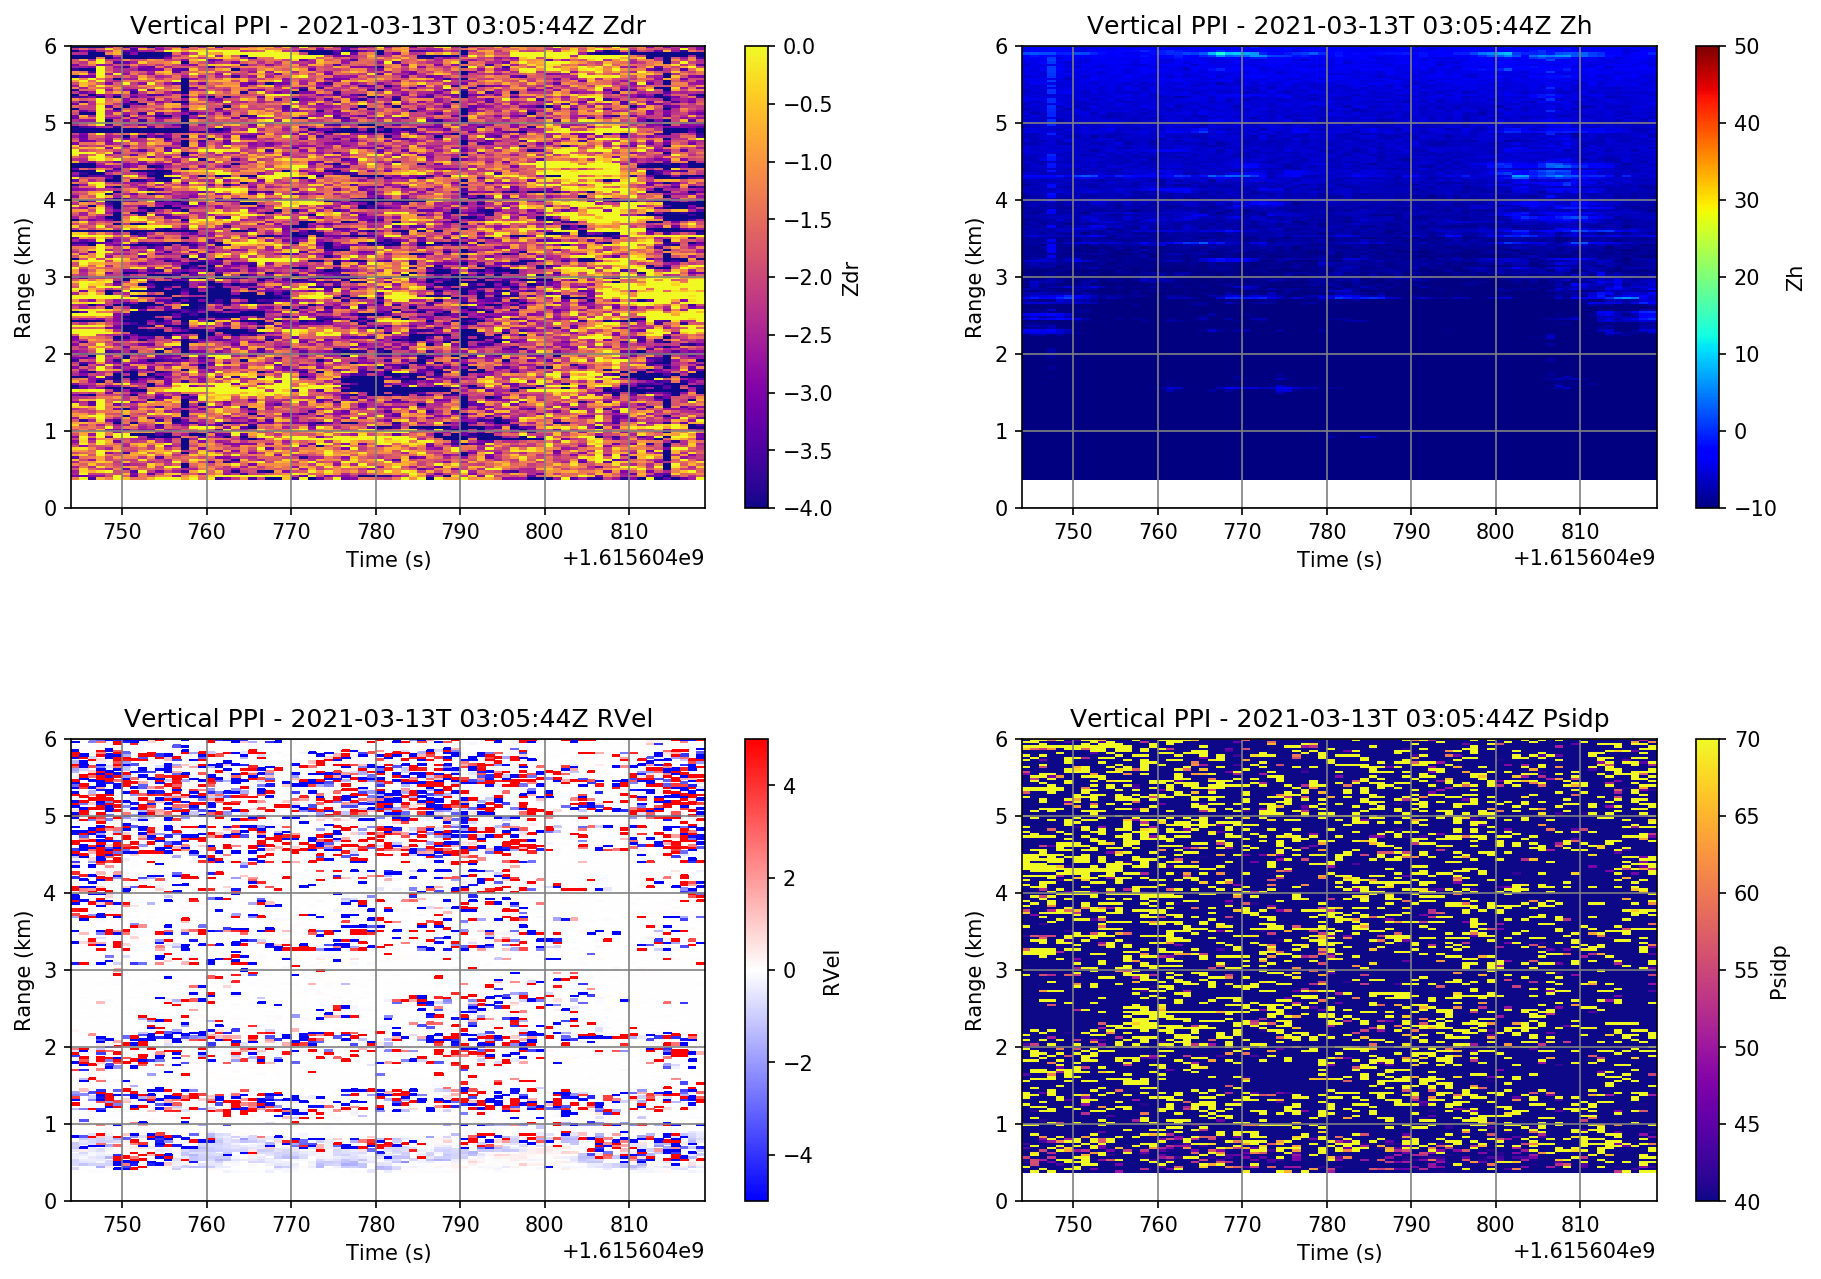 Vertical PPI - 2021-03-13T 03:05:44Z Zdr
6
5
4
3
2
1
0
Range (km)
750 760 770 780 790 800 810
Time (s)
+1.615604e9
0.0
−0.5
−1.0
−1.5
−2.0
−2.5
−3.0
−3.5
−4.0
Zdr
Vertical PPI - 2021-03-13T 03:05:44Z Zh
6
5
4
3
2
1
0
Range (km)
750 760 770 780 790 800 810
Time (s)
+1.615604e9
50
40
30
20
10
0
−10
Zh
Vertical PPI - 2021-03-13T 03:05:44Z RVel
6
5
4
3
2
1
0
Range (km)
750 760 770 780 790 800 810
Time (s)
+1.615604e9
4
2
0
−2
−4
RVel
Vertical PPI - 2021-03-13T 03:05:44Z Psidp
6
5
4
3
2
1
0
Range (km)
750 760 770 780 790 800 810
Time (s)
+1.615604e9
70
65
60
55
50
45
40
Psidp